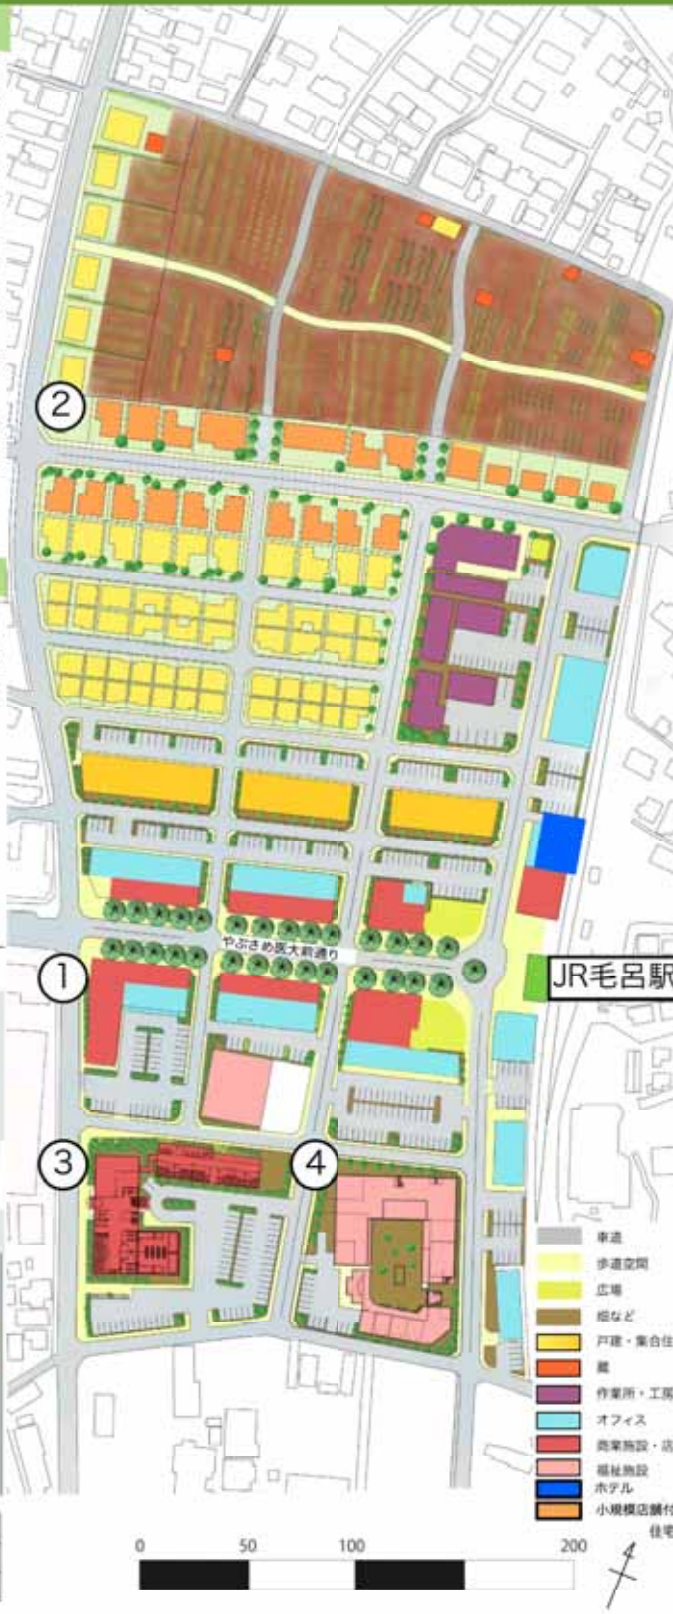 ②
やぶさめ医大前通り
①
JR毛呂駅
③
④
車道
歩道空間
広場
畑など
戸建・集合住
蔵
作業所・工房
オフィス
商業施設・店
福祉施設
ホテル
小規模店舗付
住宅
0 50 100 200